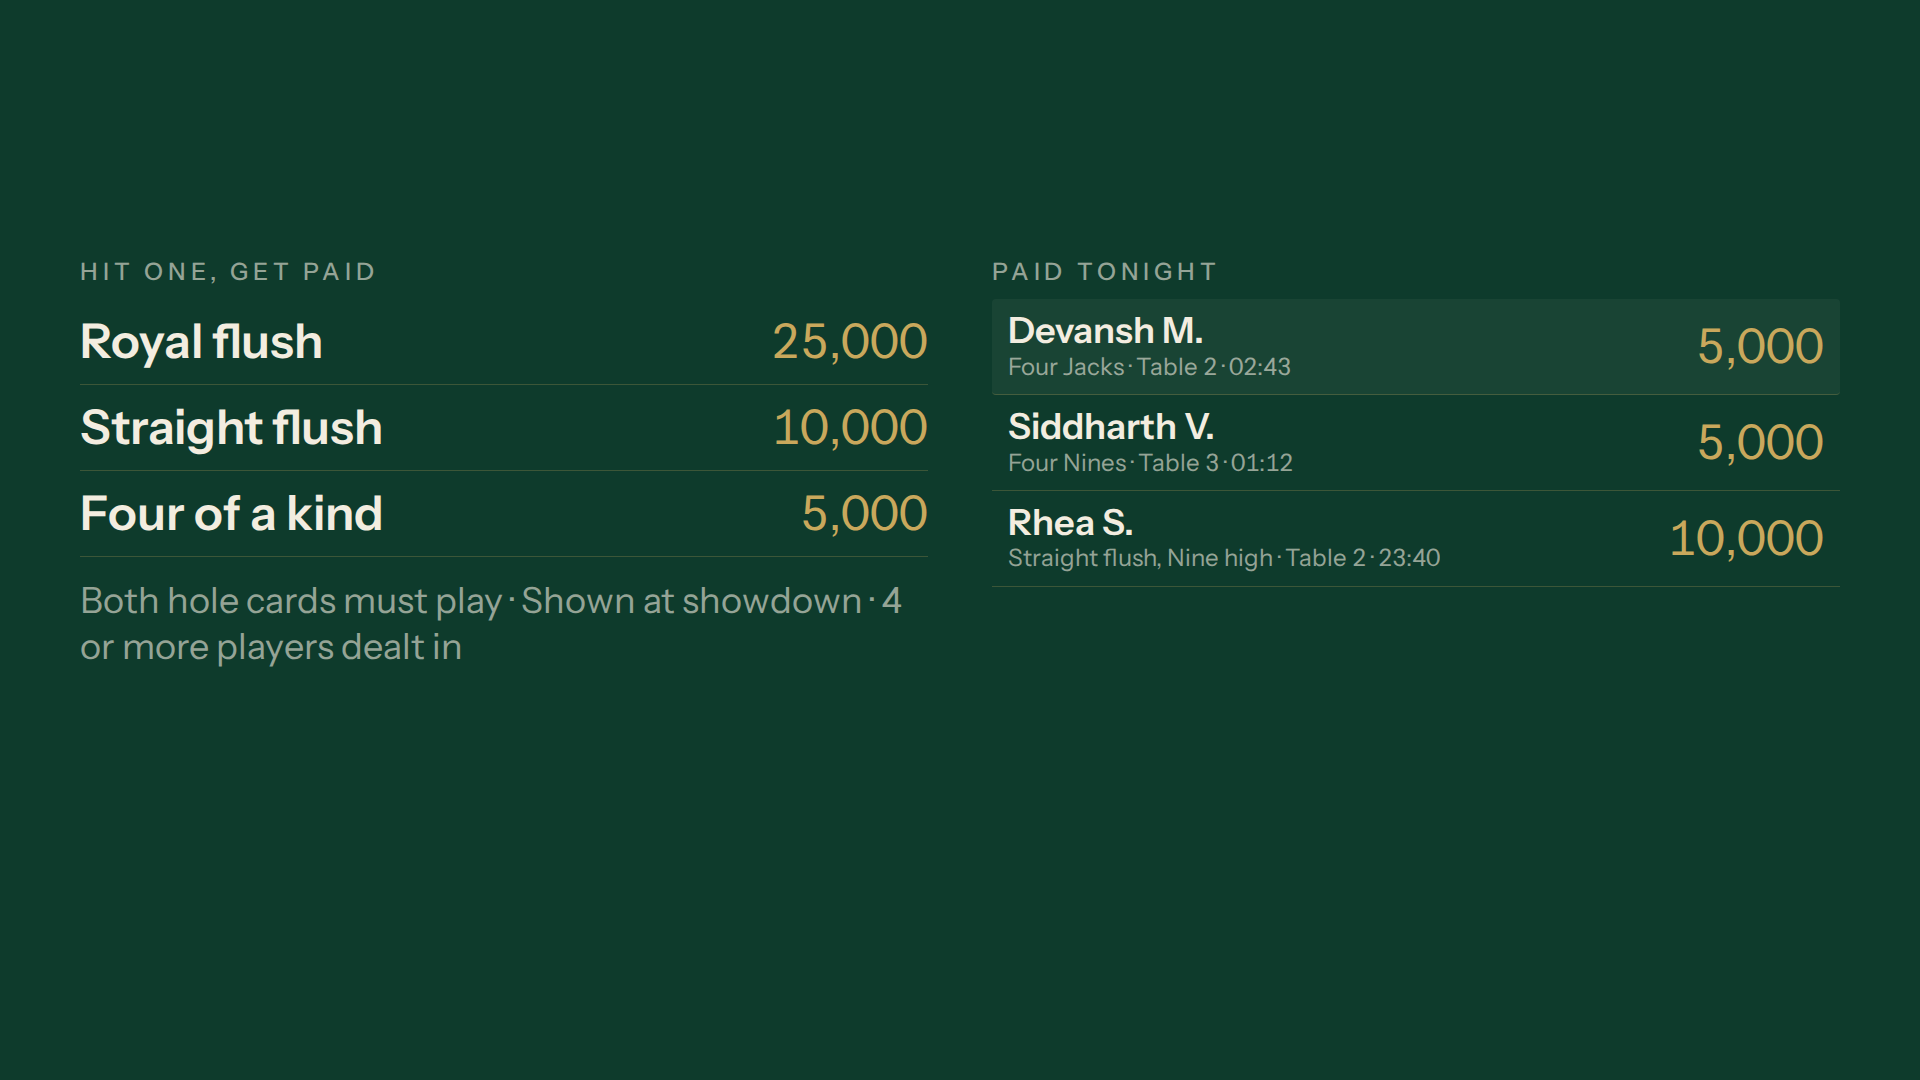 HIT ONE, GET PAID
Royal flush 25,000
Straight flush 10,000
Four of a kind 5,000
Both hole cards must play · Shown at showdown · 4
or more players dealt in
PAID TONIGHT
Devansh M. 5,000
Four Jacks · Table 2 · 02:43
Siddharth V. 5,000
Four Nines · Table 3 · 01:12
Rhea S. 10,000
Straight flush, Nine high · Table 2 · 23:40